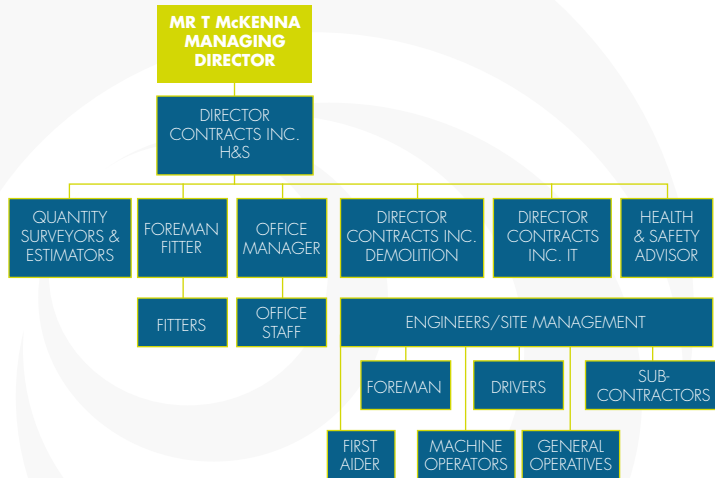 MR T McKENNA
MANAGING
DIRECTOR
DIRECTOR
CONTRACTS INC.
H&S
QUANTITY
SURVEYORS &
ESTIMATORS
FOREMAN
FITTER
OFFICE
MANAGER
DIRECTOR
CONTRACTS INC.
DEMOLITION
DIRECTOR
CONTRACTS
INC. IT
HEALTH
& SAFETY
ADVISOR
FITTERS
OFFICE
STAFF
ENGINEERS/SITE MANAGEMENT
FOREMAN
DRIVERS
SUB-
CONTRACTORS
FIRST
AIDER
MACHINE
OPERATORS
GENERAL
OPERATIVES